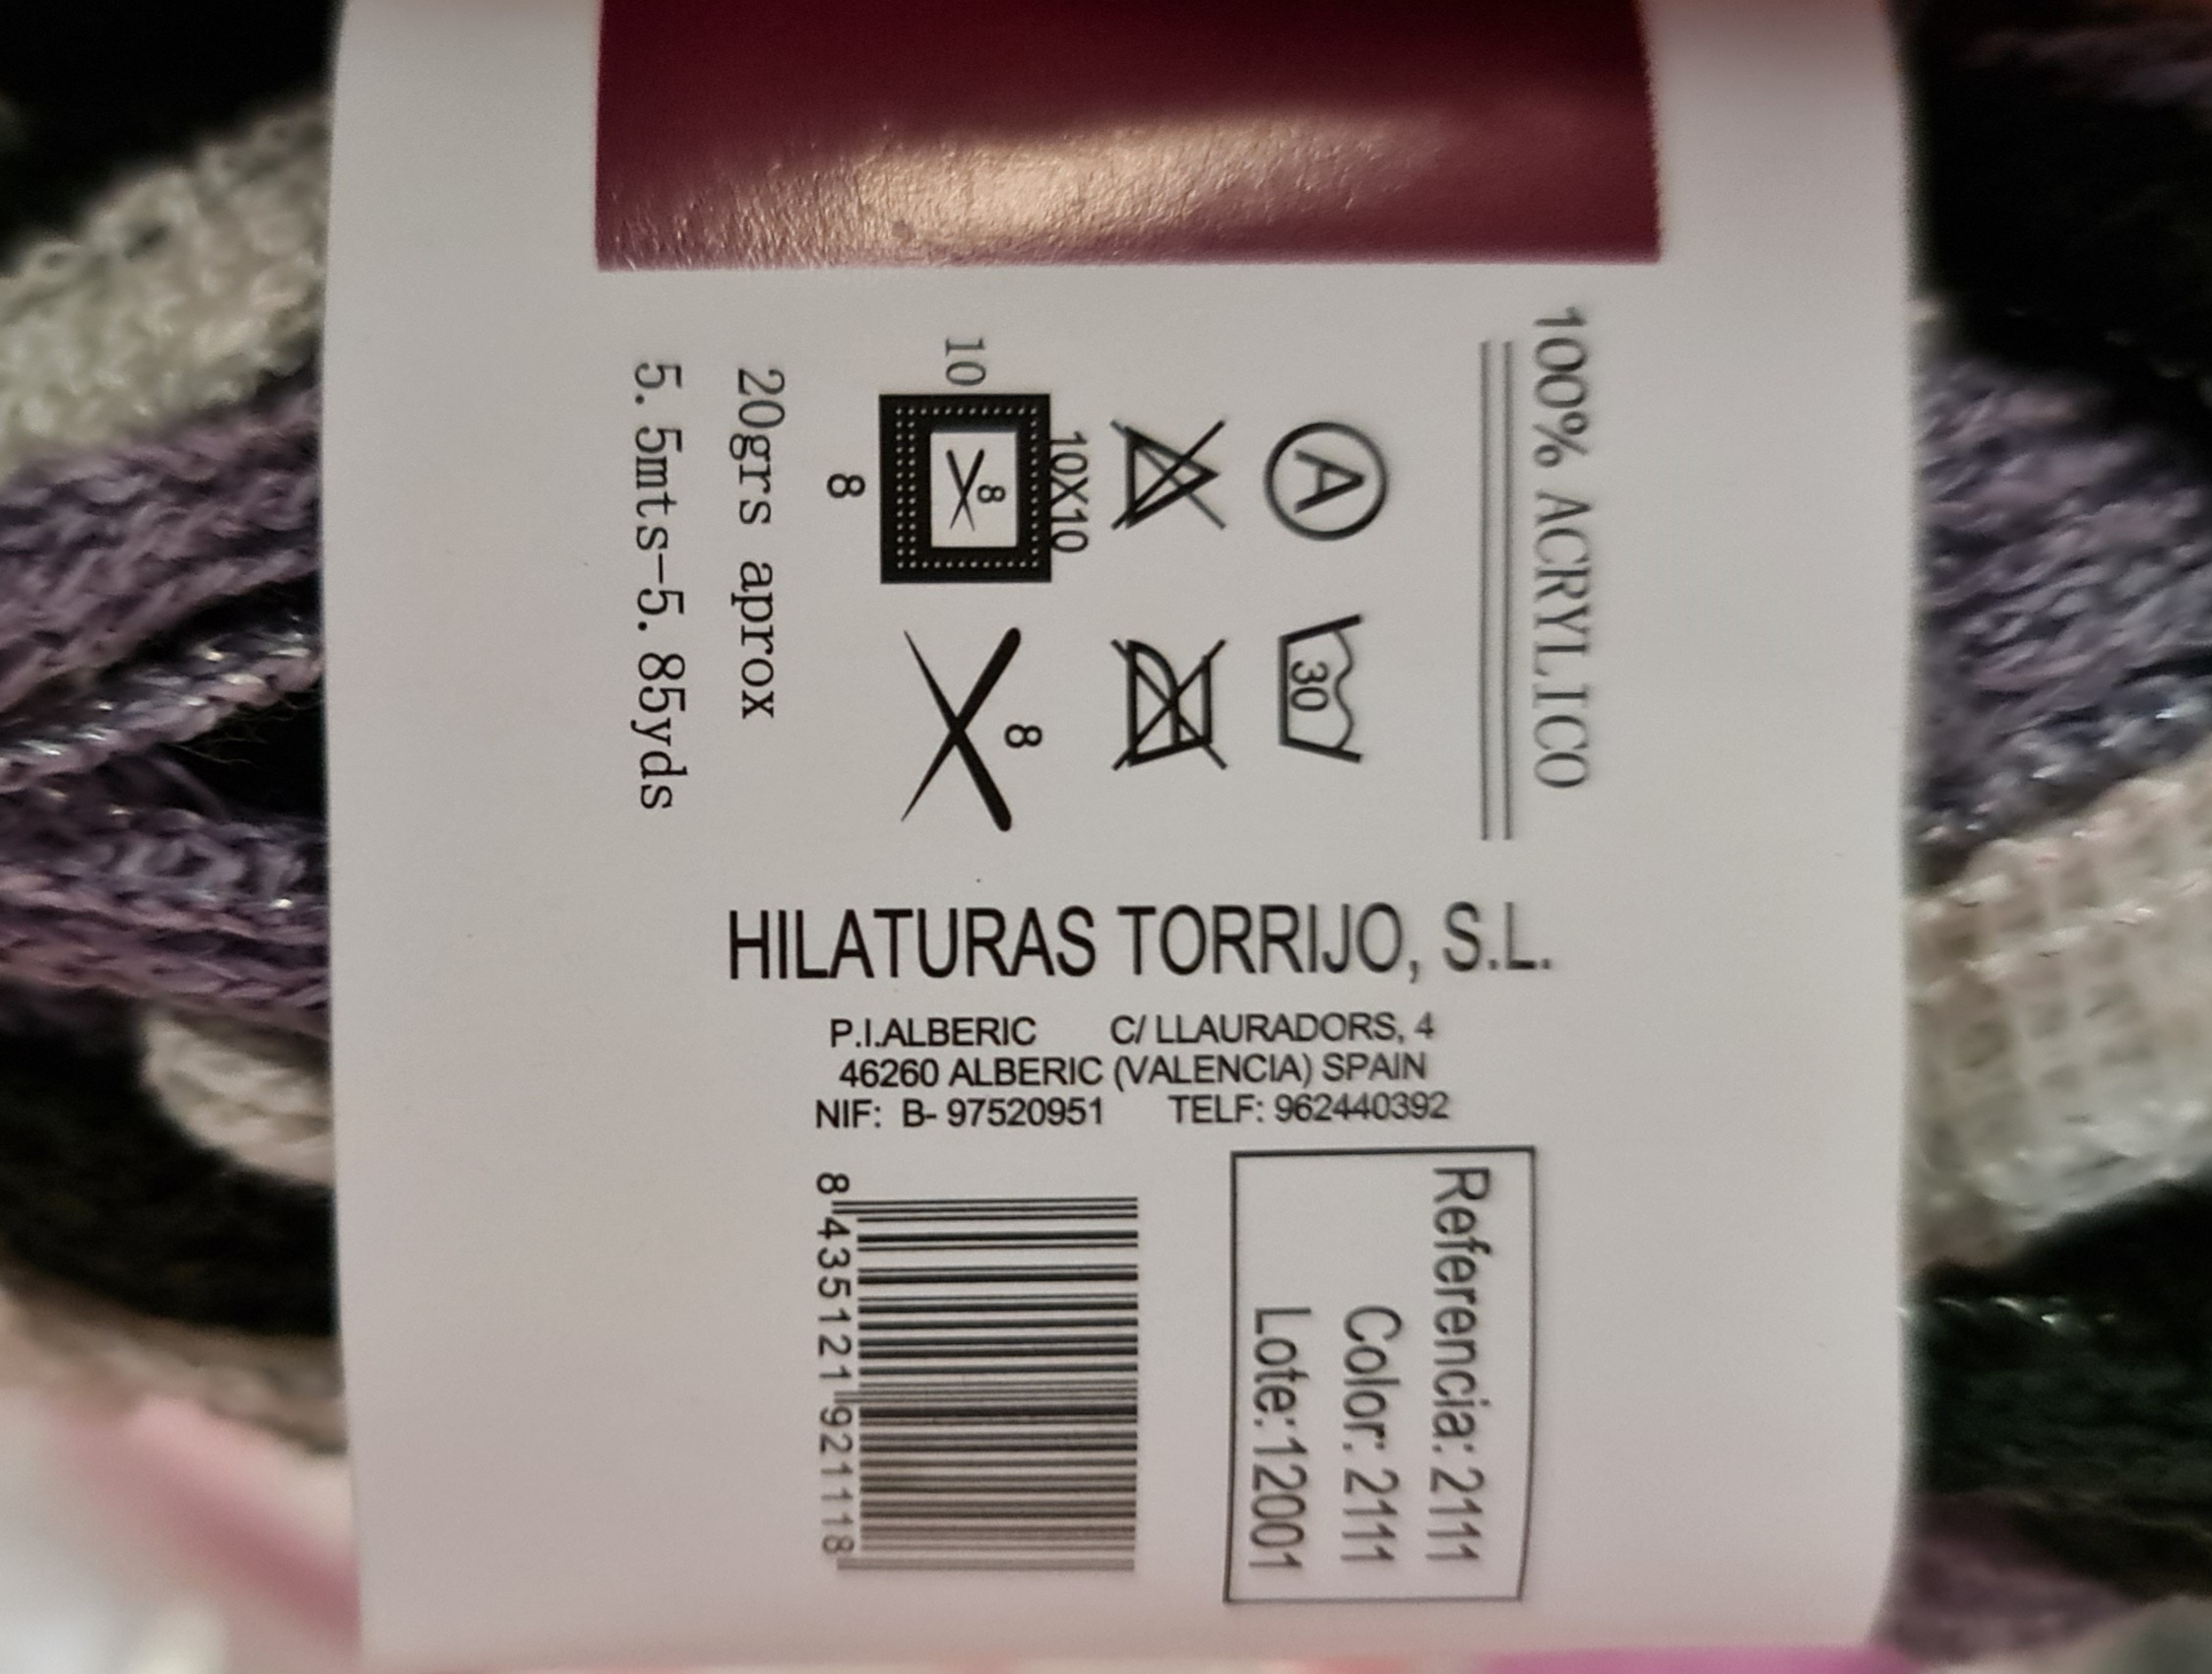 100% ACRYLICO
A
30
10X10
10
8
8
8
20grs aprox
5.5mts-5.85yds
HILATURAS TORRIJO, S.L.
P.I.ALBERIC C/ LLAURADORS, 4
46260 ALBERIC (VALENCIA) SPAIN
NIF: B- 97520951 TELF: 962440392
Referencia: 2111
Color: 2111
Lote:12001
8 435121 921118